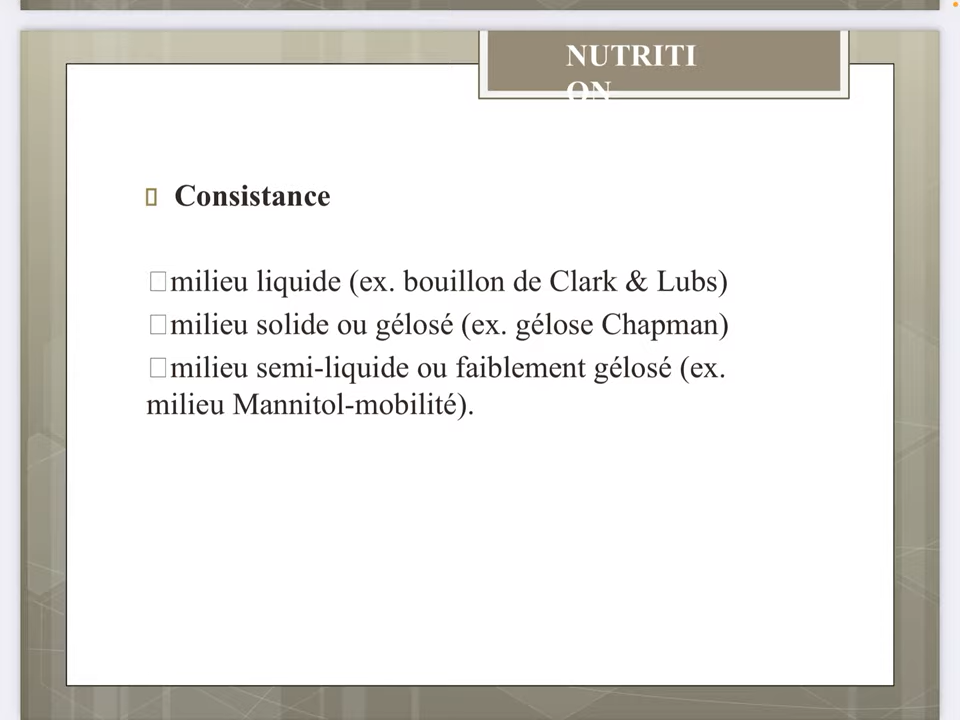 NUTRITI
ON
Consistance
milieu liquide (ex. bouillon de Clark & Lubs)
milieu solide ou gélosé (ex. gélose Chapman)
milieu semi-liquide ou faiblement gélosé (ex.
milieu Mannitol-mobilité).